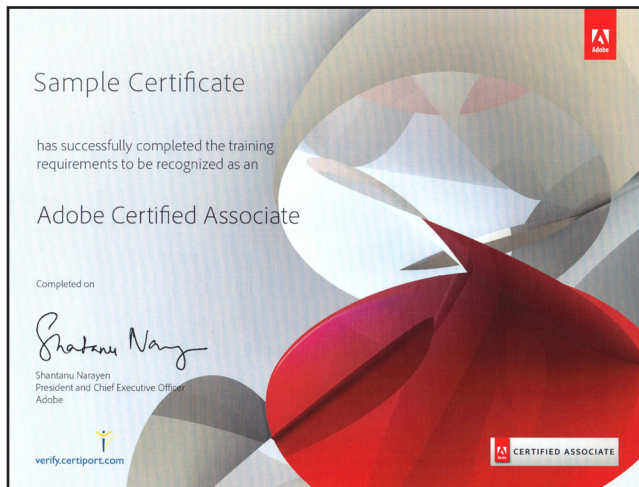 Adobe
Sample Certificate
has successfully completed the training
requirements to be recognized as an
Adobe Certified Associate
Completed on
Shantanu Narayen
Shantanu Narayen
President and Chief Executive Officer
Adobe
verify.certiport.com
Adobe
CERTIFIED ASSOCIATE